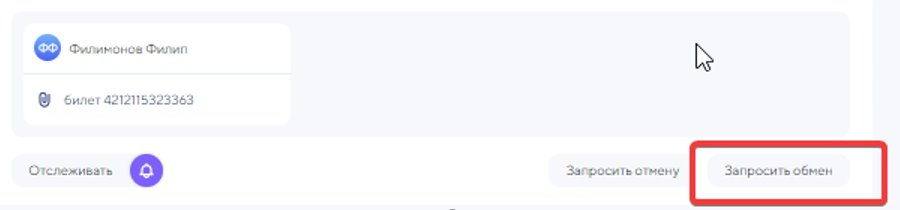 ФФ Филимонов Филип
билет 4212115323363
Отслеживать Запросить отмену Запросить обмен